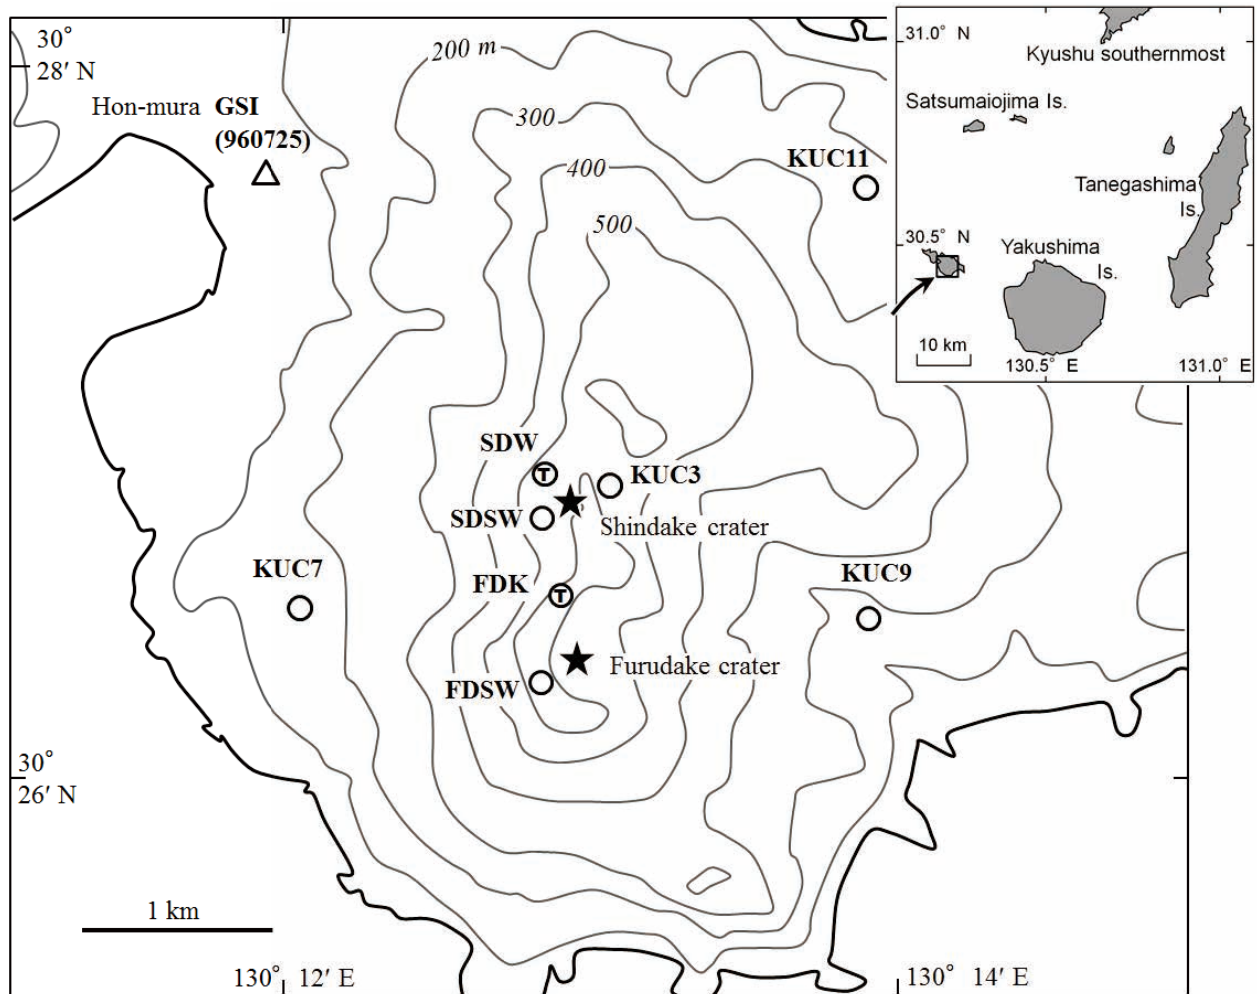 30°
28′ N
200 m
Hon-mura GSI
(960725)
300
400
500
KUC11
31.0° N
Kyushu southernmost
Satsumaiojima Is.
Tanegashima
Is.
30.5° N
Yakushima
Is.
10 km
130.5° E
131.0° E
SDW
T
KUC3
SDSW
Shindake crater
KUC7
FDK
T
KUC9
Furudake crater
FDSW
30°
26′ N
1 km
130° 12′ E
130° 14′ E